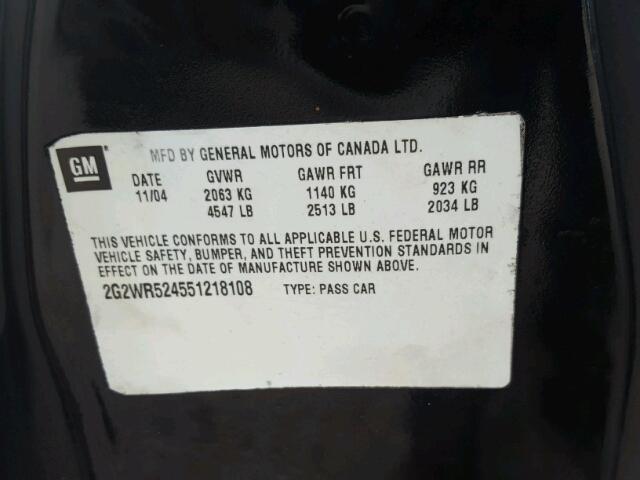 GM MFD BY GENERAL MOTORS OF CANADA LTD.
DATE GVWR GAWR FRT GAWR RR
11/04 2063 KG 1140 KG 923 KG
4547 LB 2513 LB 2034 LB
THIS VEHICLE CONFORMS TO ALL APPLICABLE U.S. FEDERAL MOTOR
VEHICLE SAFETY, BUMPER, AND THEFT PREVENTION STANDARDS IN
EFFECT ON THE DATE OF MANUFACTURE SHOWN ABOVE.
2G2WR524551218108 TYPE: PASS CAR